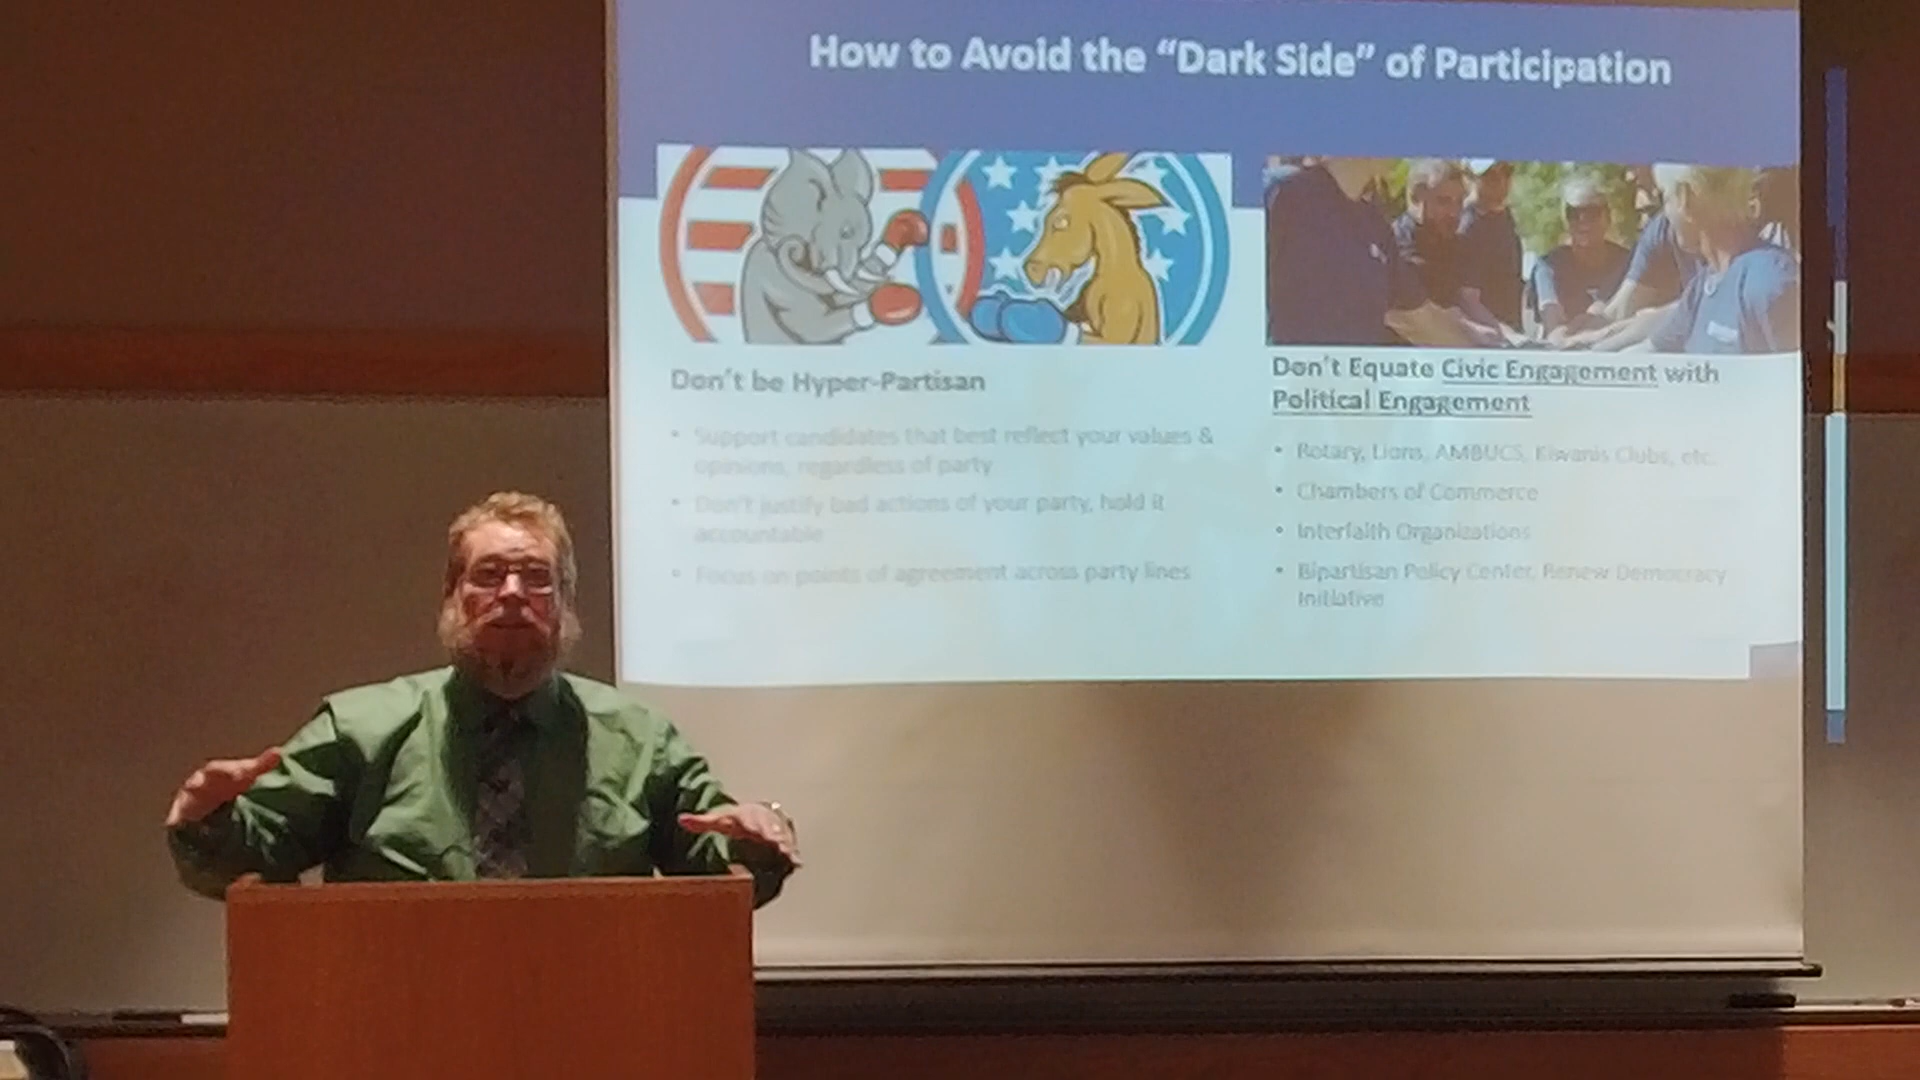 How to Avoid the “Dark Side” of Participation
Don't be Hyper-Partisan
• Support candidates that best reflect your values &
opinions, regardless of party
• Don't justify bad actions of your party, hold it
accountable
• Focus on points of agreement across party lines
Don't Equate Civic Engagement with
Political Engagement
• Rotary, Lions, AMBUCS, Kiwanis Clubs, etc.
• Chambers of Commerce
• Interfaith Organizations
• Bipartisan Policy Center, Renew Democracy
Initiative